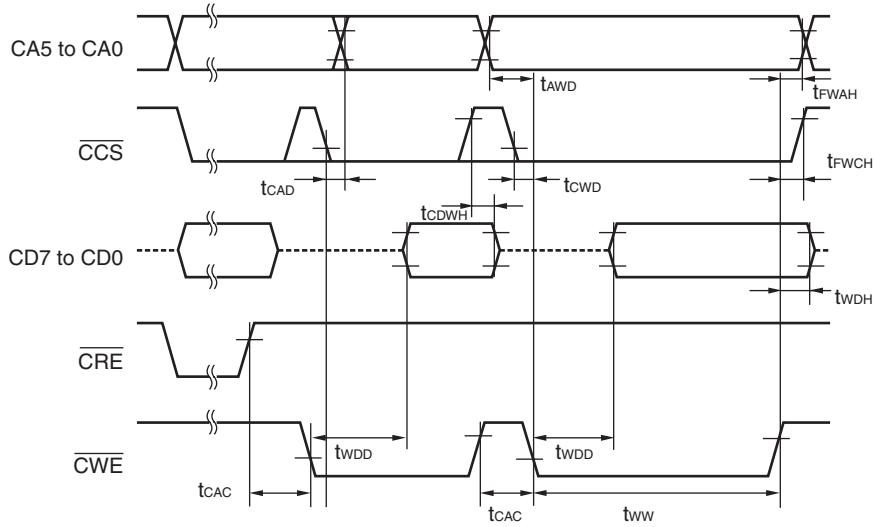 CA5 to CA0
tAWD
tFWAH
CCS
tFWCH
tCAD
tCWD
tCDWH
CD7 to CD0
tWDH
CRE
CWE
tWDD
tWDD
tCAC
tCAC
tWW